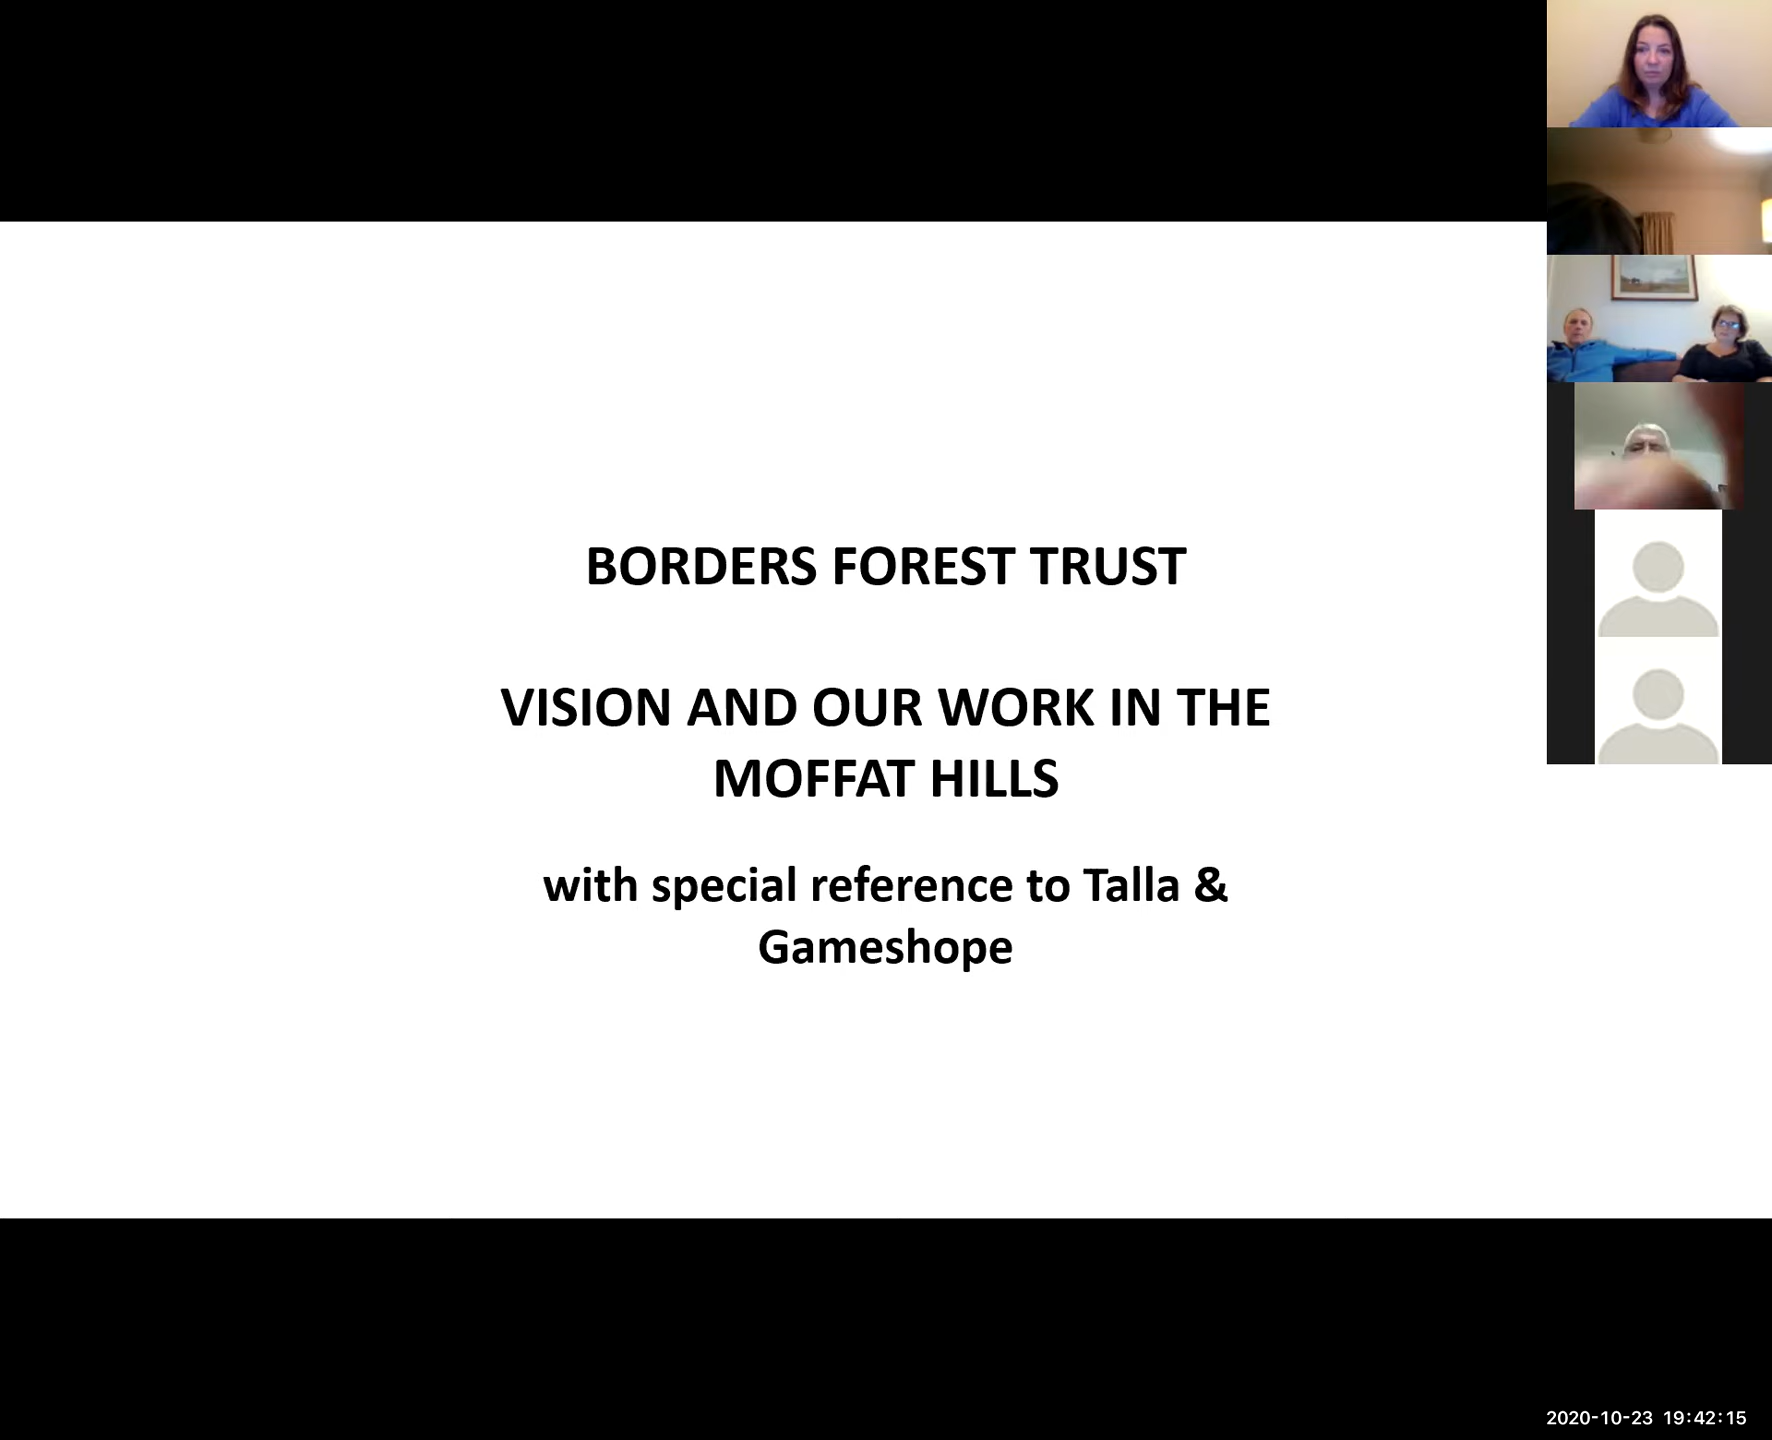 BORDERS FOREST TRUST
VISION AND OUR WORK IN THE
MOFFAT HILLS
with special reference to Talla &
Gameshope
2020-10-23 19:42:15